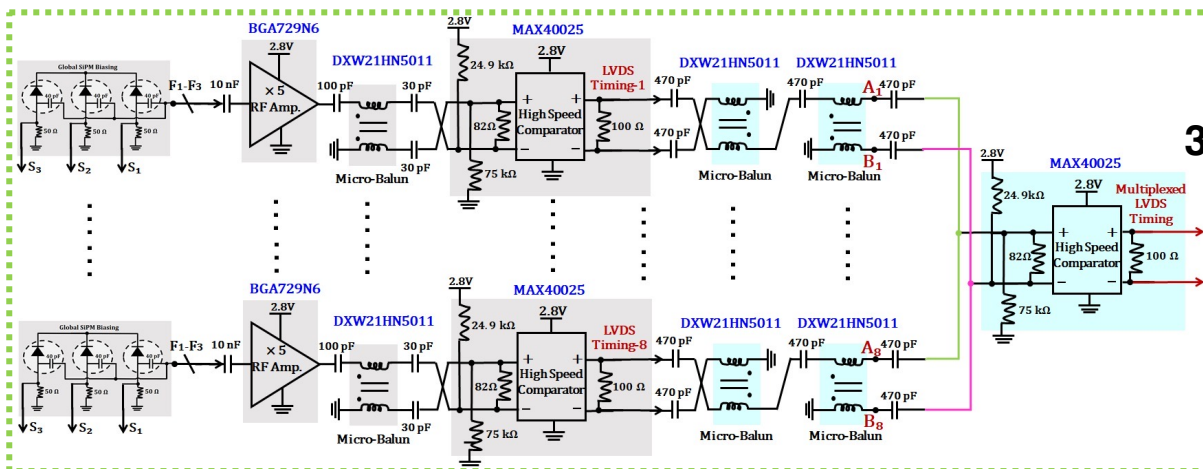 BGA729N6
2.8V
× 5
RF Amp.
Global SiPM Biasing
40 pF
40 pF
40 pF
50 Ω
50 Ω
50 Ω
S3 S2 S1
F1-F3
10 nF
100 pF
DXW21HN5011
30 pF
30 pF
Micro-Balun
2.8V
24.9 kΩ
82Ω
75 kΩ
MAX40025
2.8V
+ +
High Speed
Comparator
− −
LVDS
Timing-1
100 Ω
470 pF
470 pF
DXW21HN5011
Micro-Balun
470 pF
DXW21HN5011
Micro-Balun
A1
470 pF
470 pF
B1
3
2.8V
24.9kΩ
82Ω
75 kΩ
MAX40025
2.8V
+ +
High Speed
Comparator
− −
Multiplexed
LVDS
Timing
100 Ω
BGA729N6
2.8V
× 5
RF Amp.
Global SiPM Biasing
40 pF
40 pF
40 pF
50 Ω
50 Ω
50 Ω
S3 S2 S1
F1-F3
10 nF
100 pF
DXW21HN5011
30 pF
30 pF
Micro-Balun
2.8V
24.9 kΩ
82Ω
75 kΩ
MAX40025
2.8V
+ +
High Speed
Comparator
− −
LVDS
Timing-8
100 Ω
470 pF
470 pF
DXW21HN5011
Micro-Balun
470 pF
DXW21HN5011
Micro-Balun
A8
470 pF
470 pF
B8